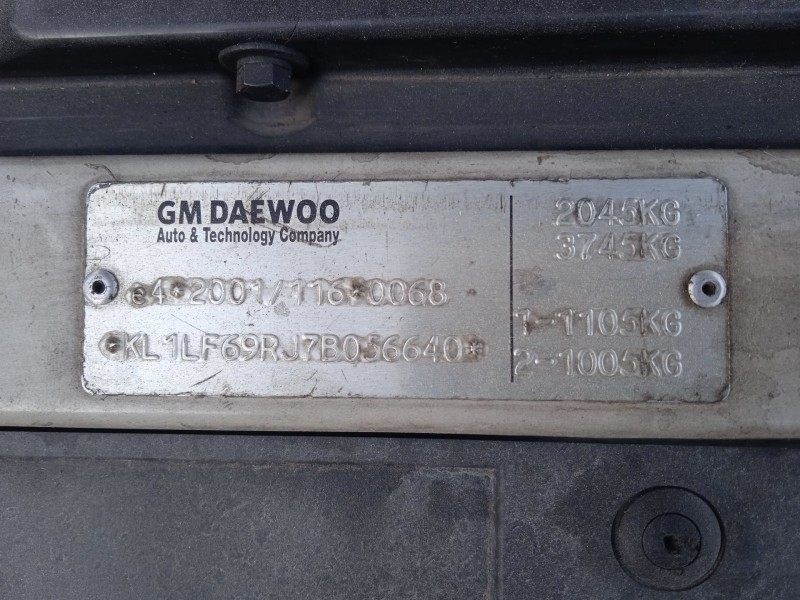 GM DAEWOO
Auto & Technology Company
e4*2001/116*0068
*KL1LF69RJ7B056640*
2045KG
3745KG
1-1105KG
2-1005KG